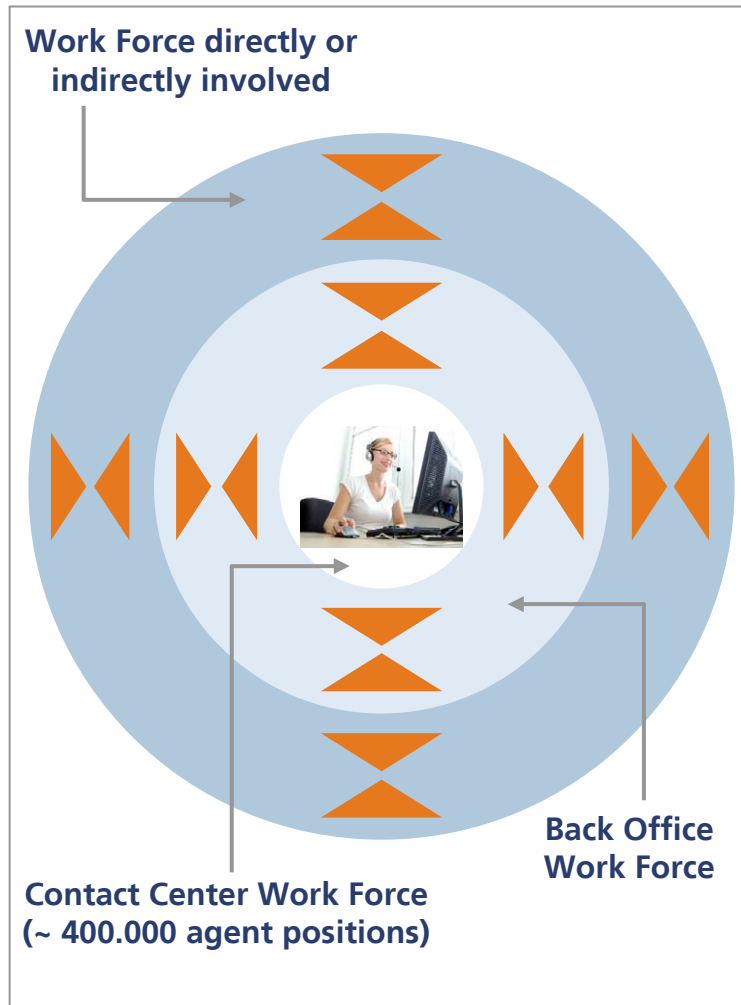 Work Force directly or
indirectly involved
Back Office
Work Force
Contact Center Work Force
(~ 400.000 agent positions)